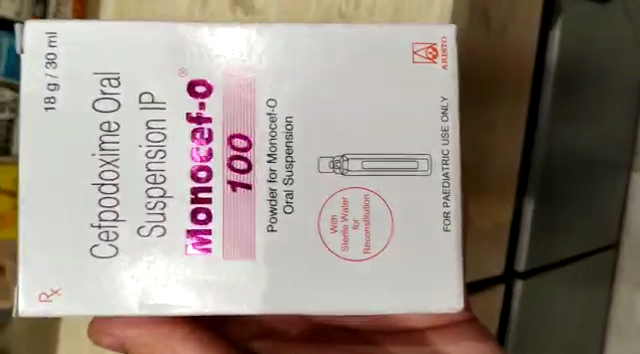 Rx
18 g / 30 ml
Cefpodoxime Oral
Suspension IP
Monocef-O®
100
Powder for Monocef-O
Oral Suspension
With
Sterile Water
for
Reconstitution
FOR PAEDIATRIC USE ONLY
ARISTO